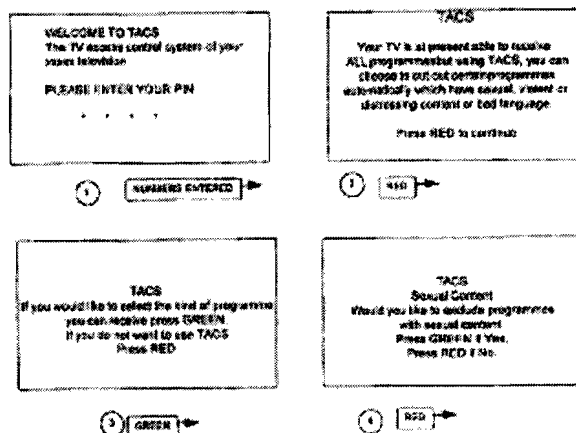 WELCOME TO TACS
The TV access control system of your
television
PLEASE ENTER YOUR PIN
* * * *
1 NUMBERS ENTERED
TACS
Your TV is at present able to receive
ALL programmes but using TACS, you can
choose to cut out certain programmes
automatically which have sexual, violent or
distressing content or bad language
Press RED to continue
2 RED
TACS
If you would like to select the kind of programme
you can receive press GREEN
If you do not want to use TACS
Press RED
3 GREEN
TACS
Sexual Content
Would you like to exclude programmes
with sexual content
Press GREEN if Yes,
Press RED if No.
4 RED